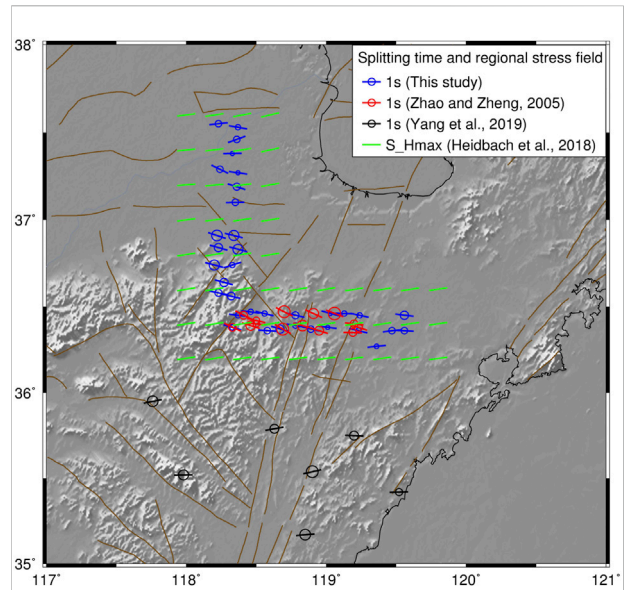 38°
Splitting time and regional stress field
1s (This study)
1s (Zhao and Zheng, 2005)
1s (Yang et al., 2019)
S_Hmax (Heidbach et al., 2018)
37°
36°
35°
117° 118° 119° 120° 121°